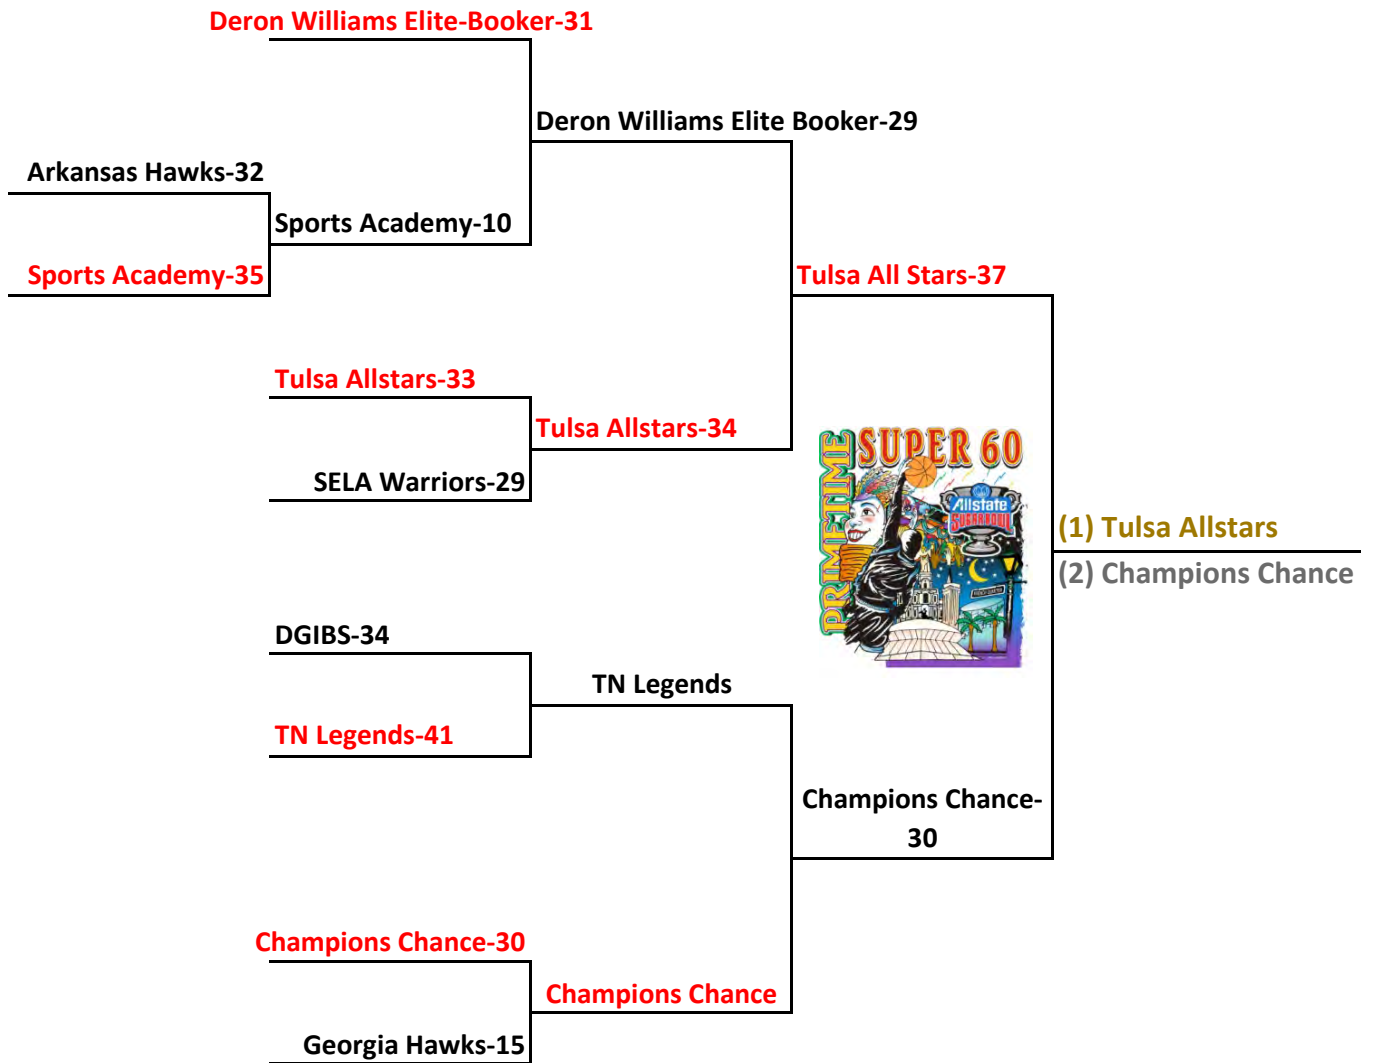 Deron Williams Elite-Booker-31
Deron Williams Elite Booker-29
Arkansas Hawks-32
Sports Academy-10
Sports Academy-35
Tulsa All Stars-37
Tulsa Allstars-33
Tulsa Allstars-34
SELA Warriors-29
PRIMETIME
SUPER 60
Allstate
SUGAR BOWL
(1) Tulsa Allstars
(2) Champions Chance
DGIBS-34
TN Legends
TN Legends-41
Champions Chance-
30
Champions Chance-30
Champions Chance
Georgia Hawks-15